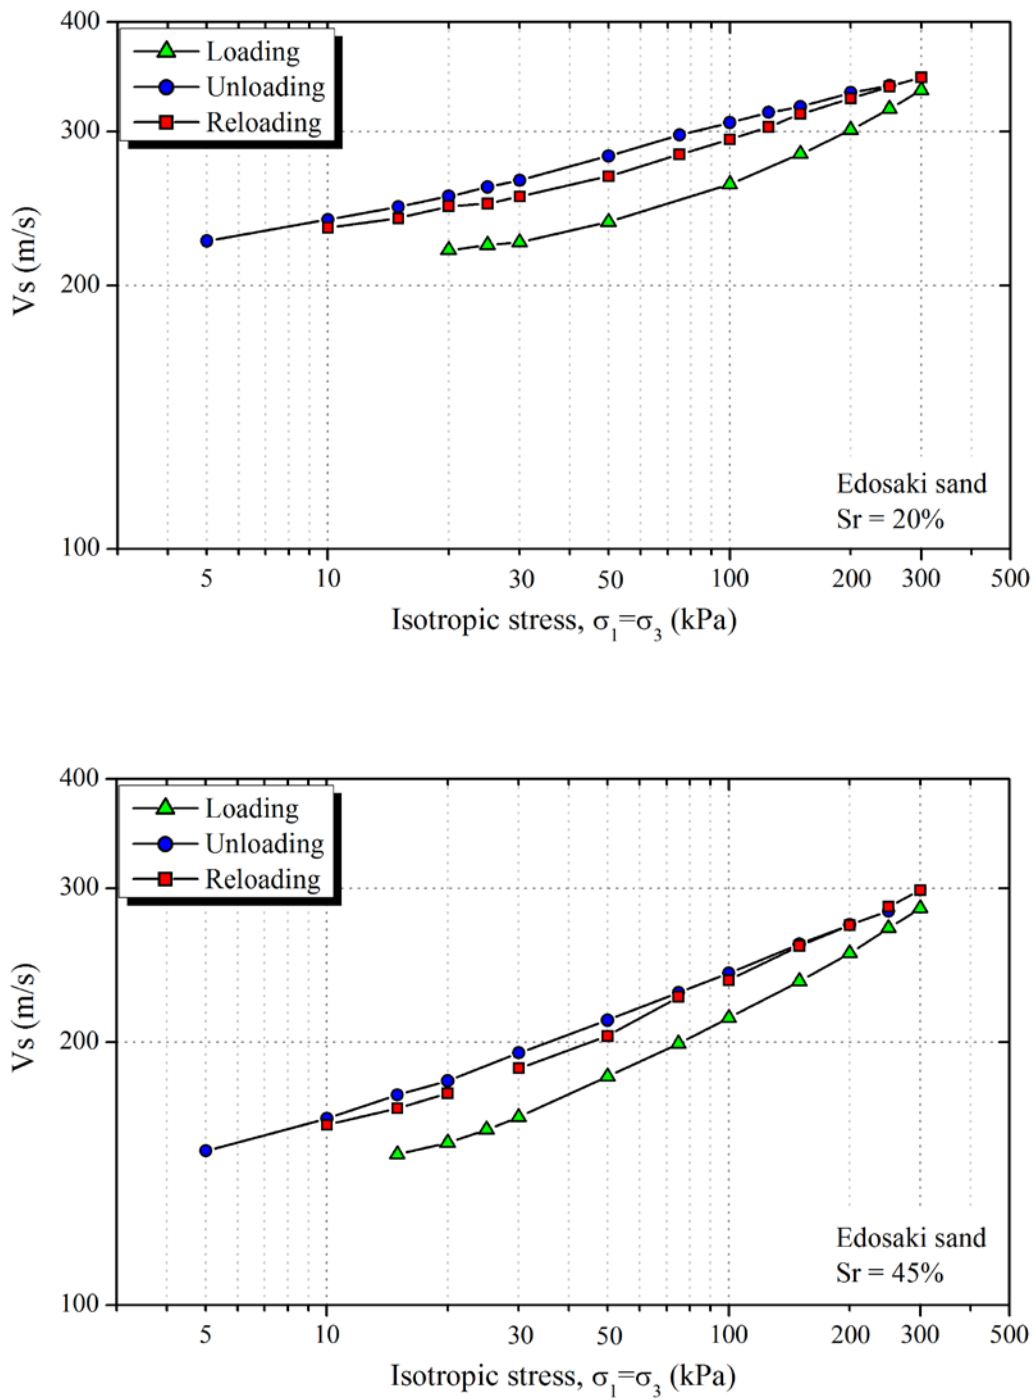 400
300
200
100
Vs (m/s)
Loading
Unloading
Reloading
Edosaki sand
Sr = 20%
5 10 30 50 100 200 300 500
Isotropic stress, σ₁=σ₃ (kPa)
400
300
200
100
Vs (m/s)
Loading
Unloading
Reloading
Edosaki sand
Sr = 45%
5 10 30 50 100 200 300 500
Isotropic stress, σ₁=σ₃ (kPa)